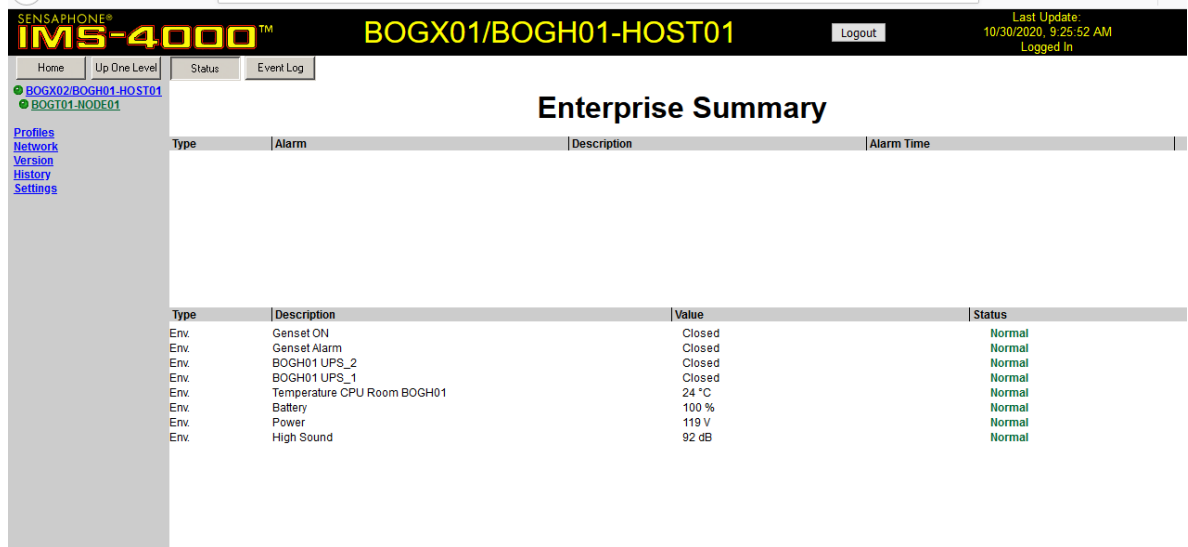 SENSAPHONE®
IMS-4000™
BOGX01/BOGH01-HOST01
Logout
Last Update:
10/30/2020, 9:25:52 AM
Logged In
Home Up One Level Status Event Log
BOGX02/BOGH01-HOST01
BOGT01-NODE01
Profiles
Network
Version
History
Settings
Enterprise Summary
Type Alarm Description Alarm Time
Type Description Value Status
Env. Genset ON Closed Normal
Env. Genset Alarm Closed Normal
Env. BOGH01 UPS_2 Closed Normal
Env. BOGH01 UPS_1 Closed Normal
Env. Temperature CPU Room BOGH01 24 °C Normal
Env. Battery 100 % Normal
Env. Power 119 V Normal
Env. High Sound 92 dB Normal